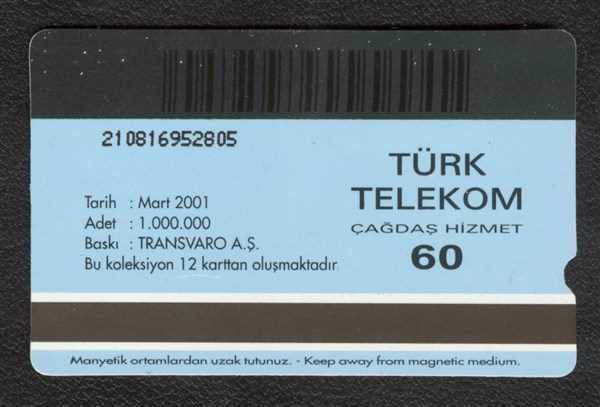 210816952805
TÜRK
TELEKOM
ÇAĞDAŞ HİZMET
60
Tarih : Mart 2001
Adet : 1.000.000
Baskı : TRANSVARO A.Ş.
Bu koleksiyon 12 karttan oluşmaktadır.
Manyetik ortamlardan uzak tutunuz. - Keep away from magnetic medium.